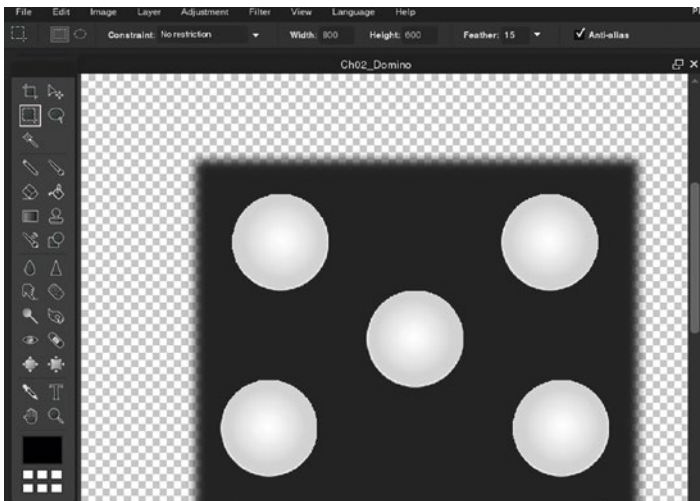 File Edit Image Layer Adjustment Filter View Language Help
Constraint: No restriction Width: 800 Height: 600 Feather: 15 Anti-alias
Ch02_Domino
T